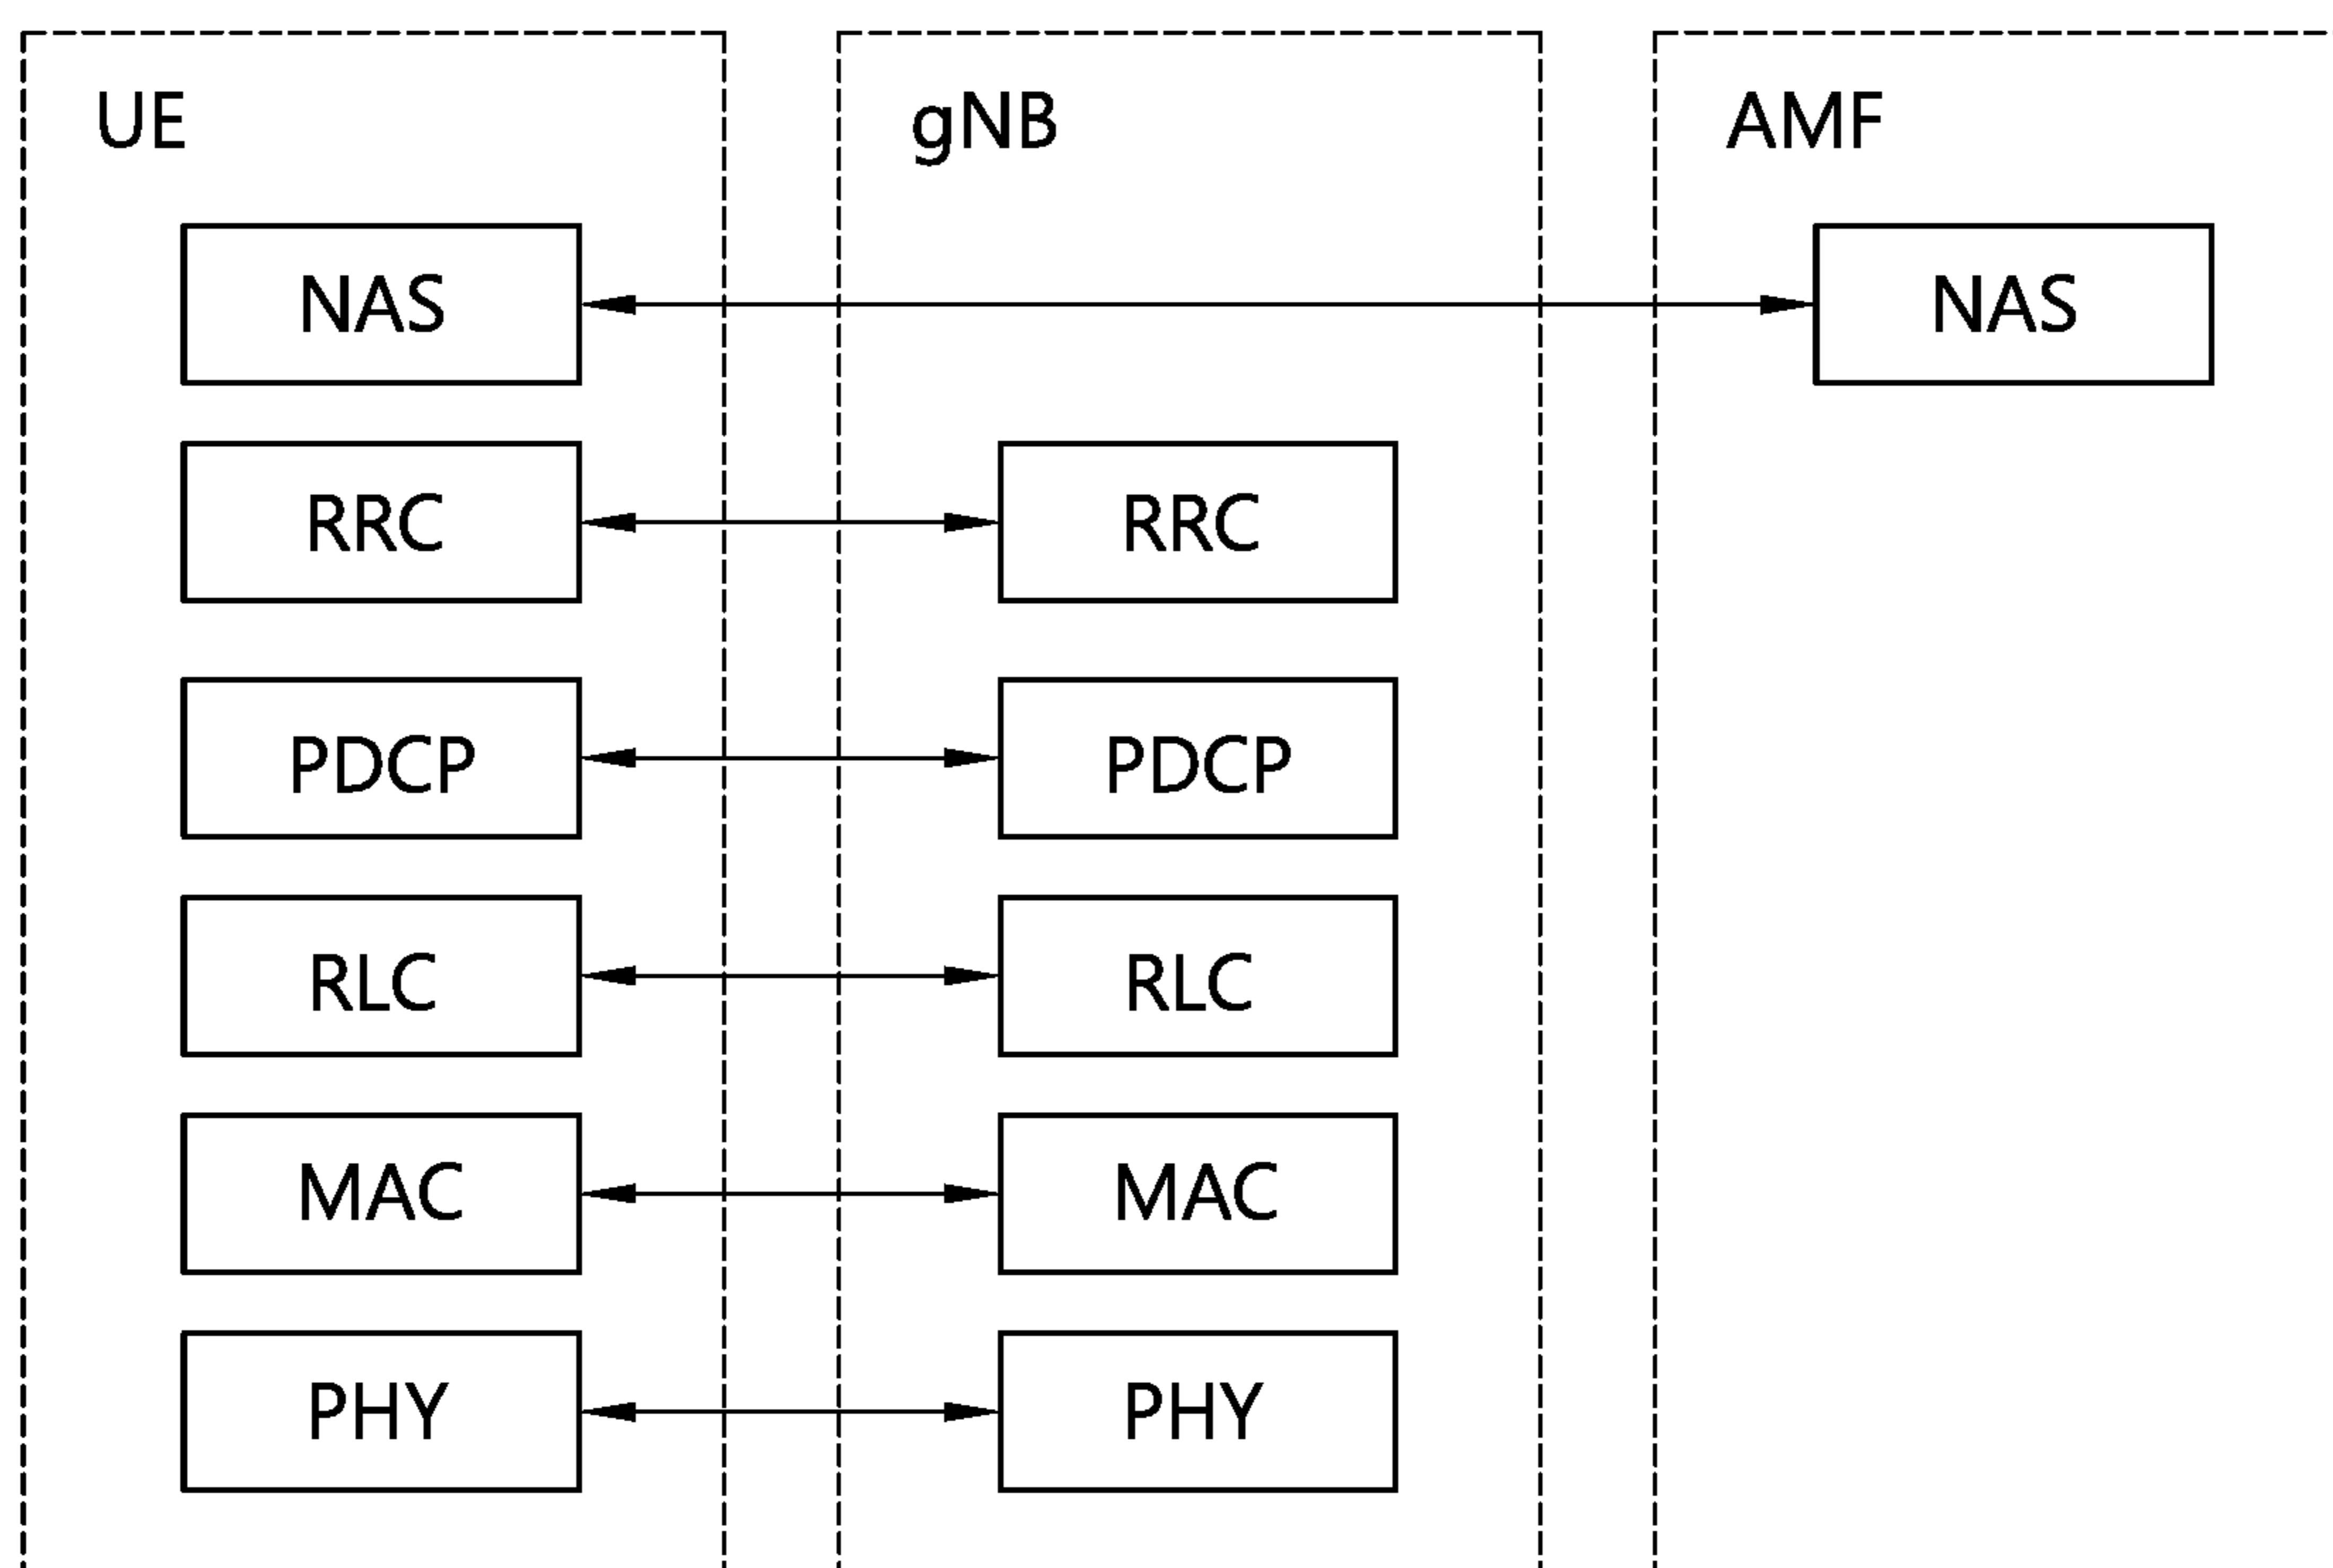 UE gNB AMF
NAS NAS
RRC RRC
PDCP PDCP
RLC RLC
MAC MAC
PHY PHY